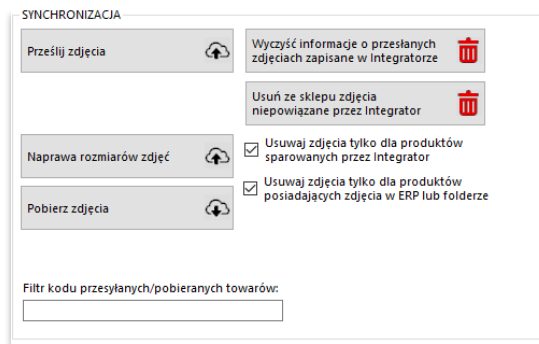 SYNCHRONIZACJA
Prześlij zdjęcia
Wyczyść informacje o przesłanych
zdjęciach zapisane w Integratorze
Usuń ze sklepu zdjęcia
niepowiązane przez Integrator
Naprawa rozmiarów zdjęć
Usuwaj zdjęcia tylko dla produktów
sparowanych przez Integrator
Pobierz zdjęcia
Usuwaj zdjęcia tylko dla produktów
posiadających zdjęcia w ERP lub folderze
Filtr kodu przesyłanych/pobieranych towarów: